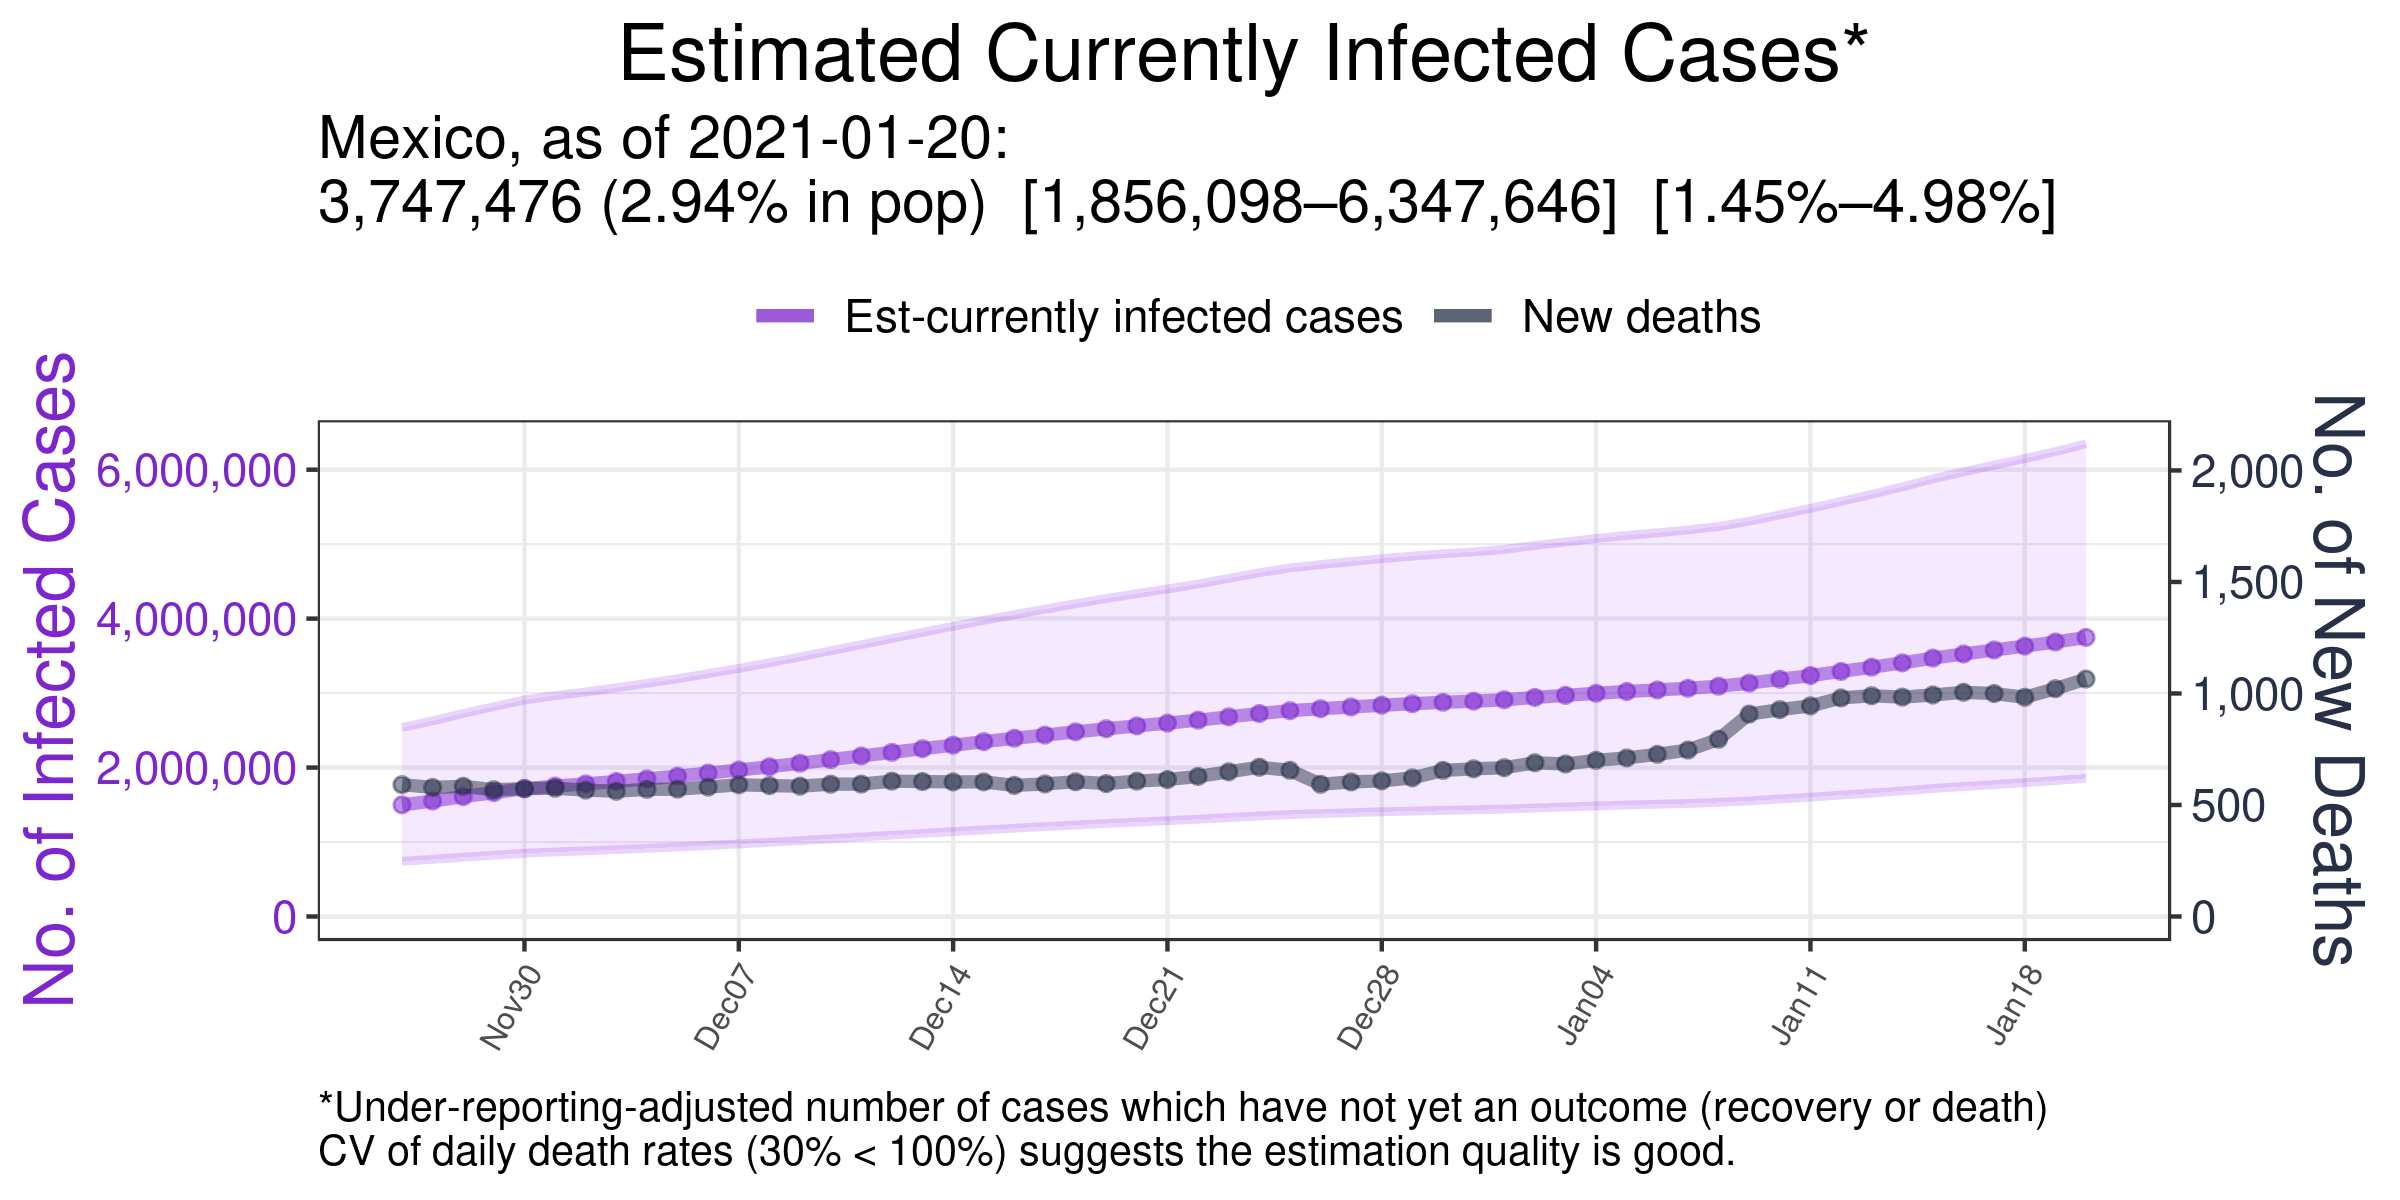 Estimated Currently Infected Cases*
Mexico, as of 2021-01-20:
3,747,476 (2.94% in pop)  [1,856,098–6,347,646]  [1.45%–4.98%]
Est-currently infected cases
New deaths
No. of Infected Cases
6,000,000
4,000,000
2,000,000
0
2,000
1,500
1,000
500
0
No. of New Deaths
Nov30
Dec07
Dec14
Dec21
Dec28
Jan04
Jan11
Jan18
*Under-reporting-adjusted number of cases which have not yet an outcome (recovery or death)
CV of daily death rates (30% < 100%) suggests the estimation quality is good.